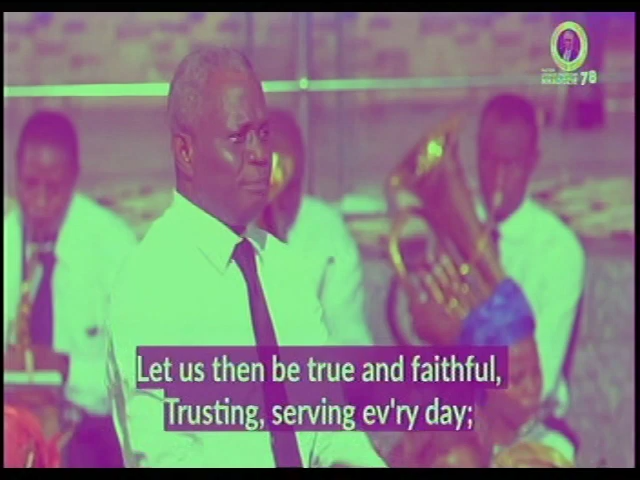 78
Let us then be true and faithful,
Trusting, serving ev'ry day;